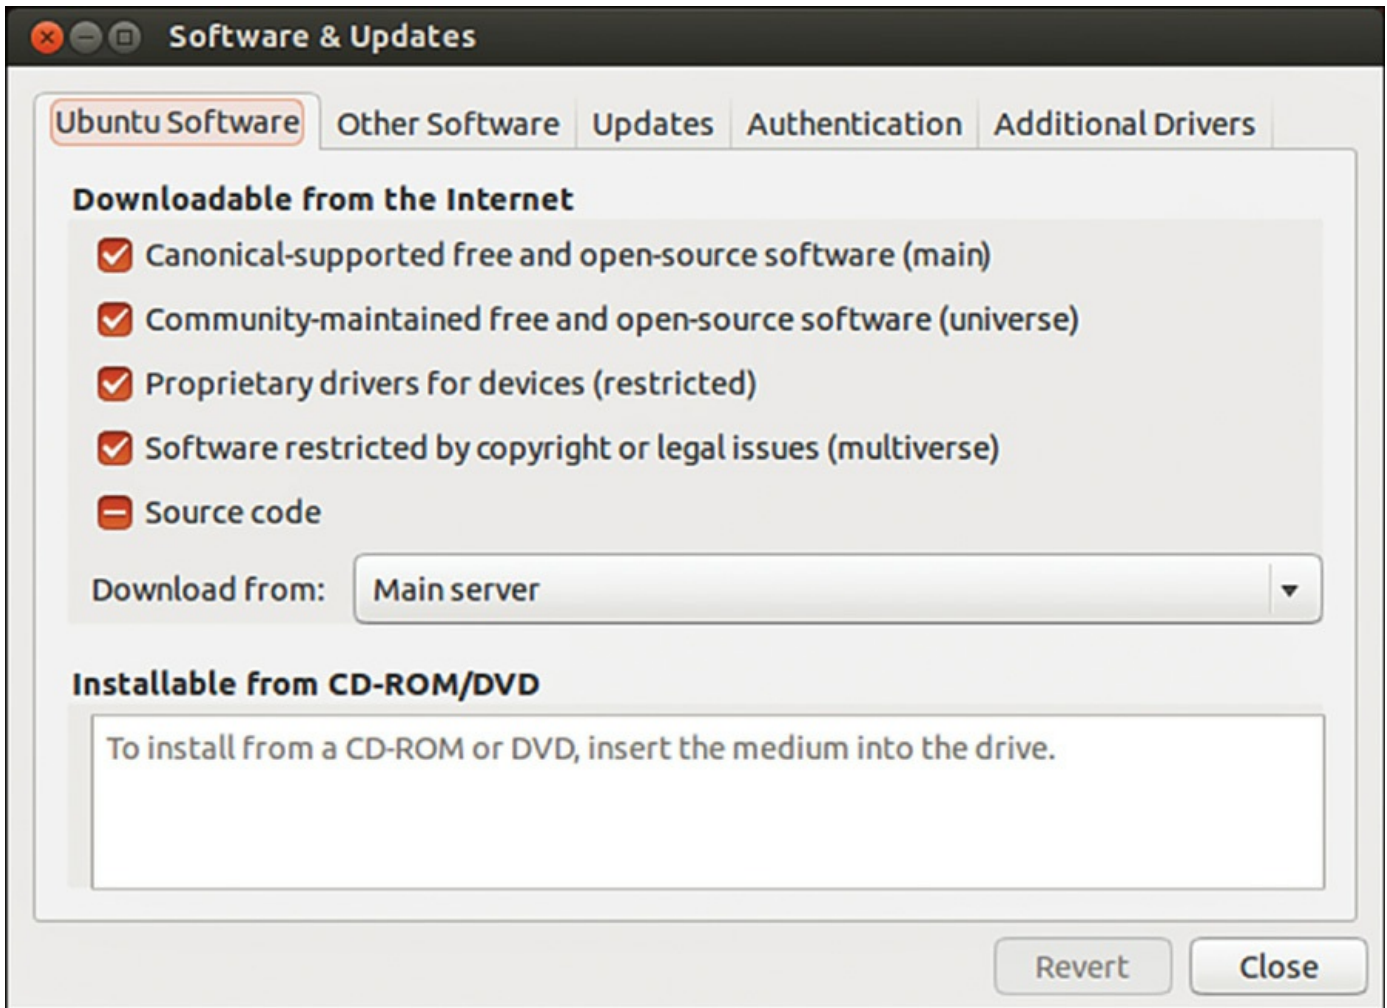 Software & Updates
Ubuntu Software
Other Software
Updates
Authentication
Additional Drivers
Downloadable from the Internet
Canonical-supported free and open-source software (main)
Community-maintained free and open-source software (universe)
Proprietary drivers for devices (restricted)
Software restricted by copyright or legal issues (multiverse)
Source code
Download from: Main server
Installable from CD-ROM/DVD
To install from a CD-ROM or DVD, insert the medium into the drive.
Revert
Close